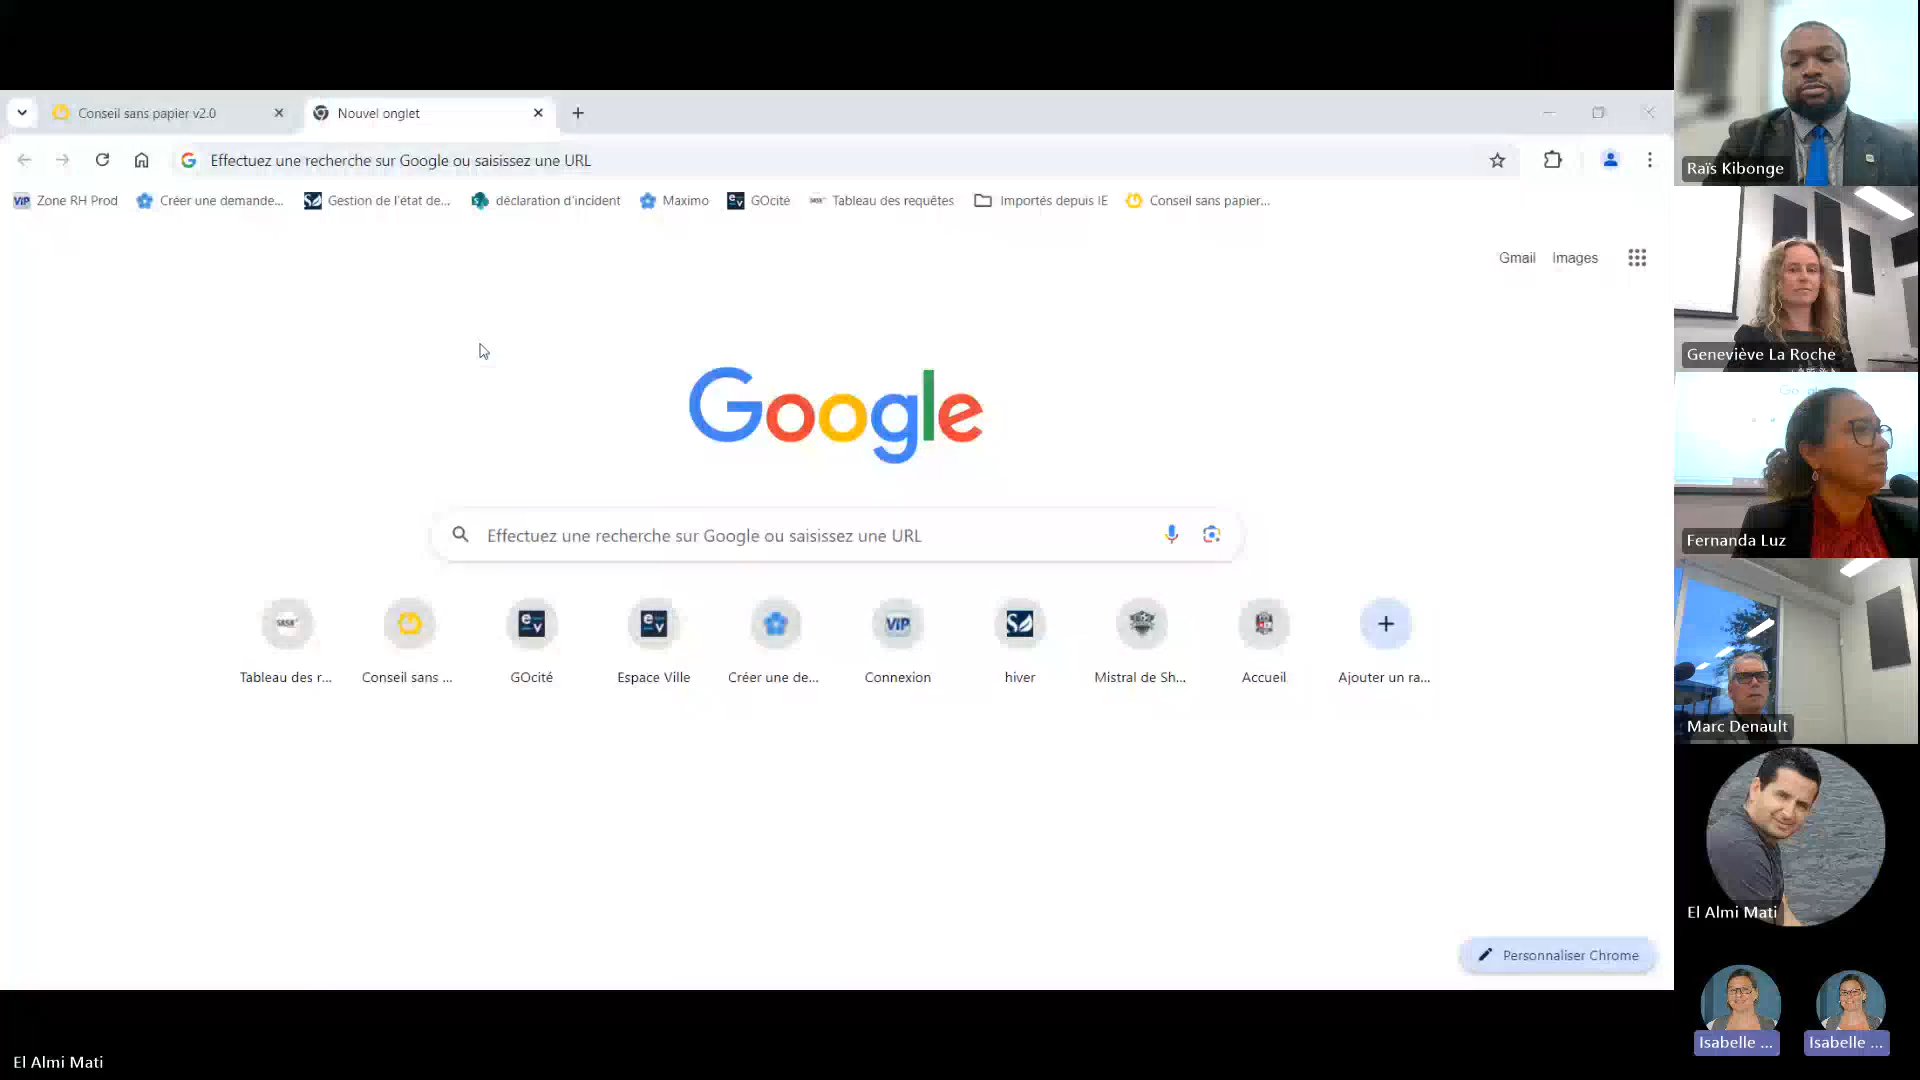 Conseil sans papier v2.0
Nouvel onglet
Effectuez une recherche sur Google ou saisissez une URL
ViP Zone RH Prod
Créer une demande...
Gestion de l'état de...
déclaration d'incident
Maximo
GOcité
Tableau des requêtes
Importés depuis IE
Conseil sans papier...
Gmail
Images
Google
Effectuez une recherche sur Google ou saisissez une URL
ev
ev
ViP
Tableau des r...
Conseil sans ...
GOcité
Espace Ville
Créer une de...
Connexion
hiver
Mistral de Sh...
Accueil
Ajouter un ra...
Personnaliser Chrome
Raïs Kibonge
Geneviève La Roche
Fernanda Luz
Marc Denault
El Almi Mati
Isabelle ...
Isabelle ...
El Almi Mati